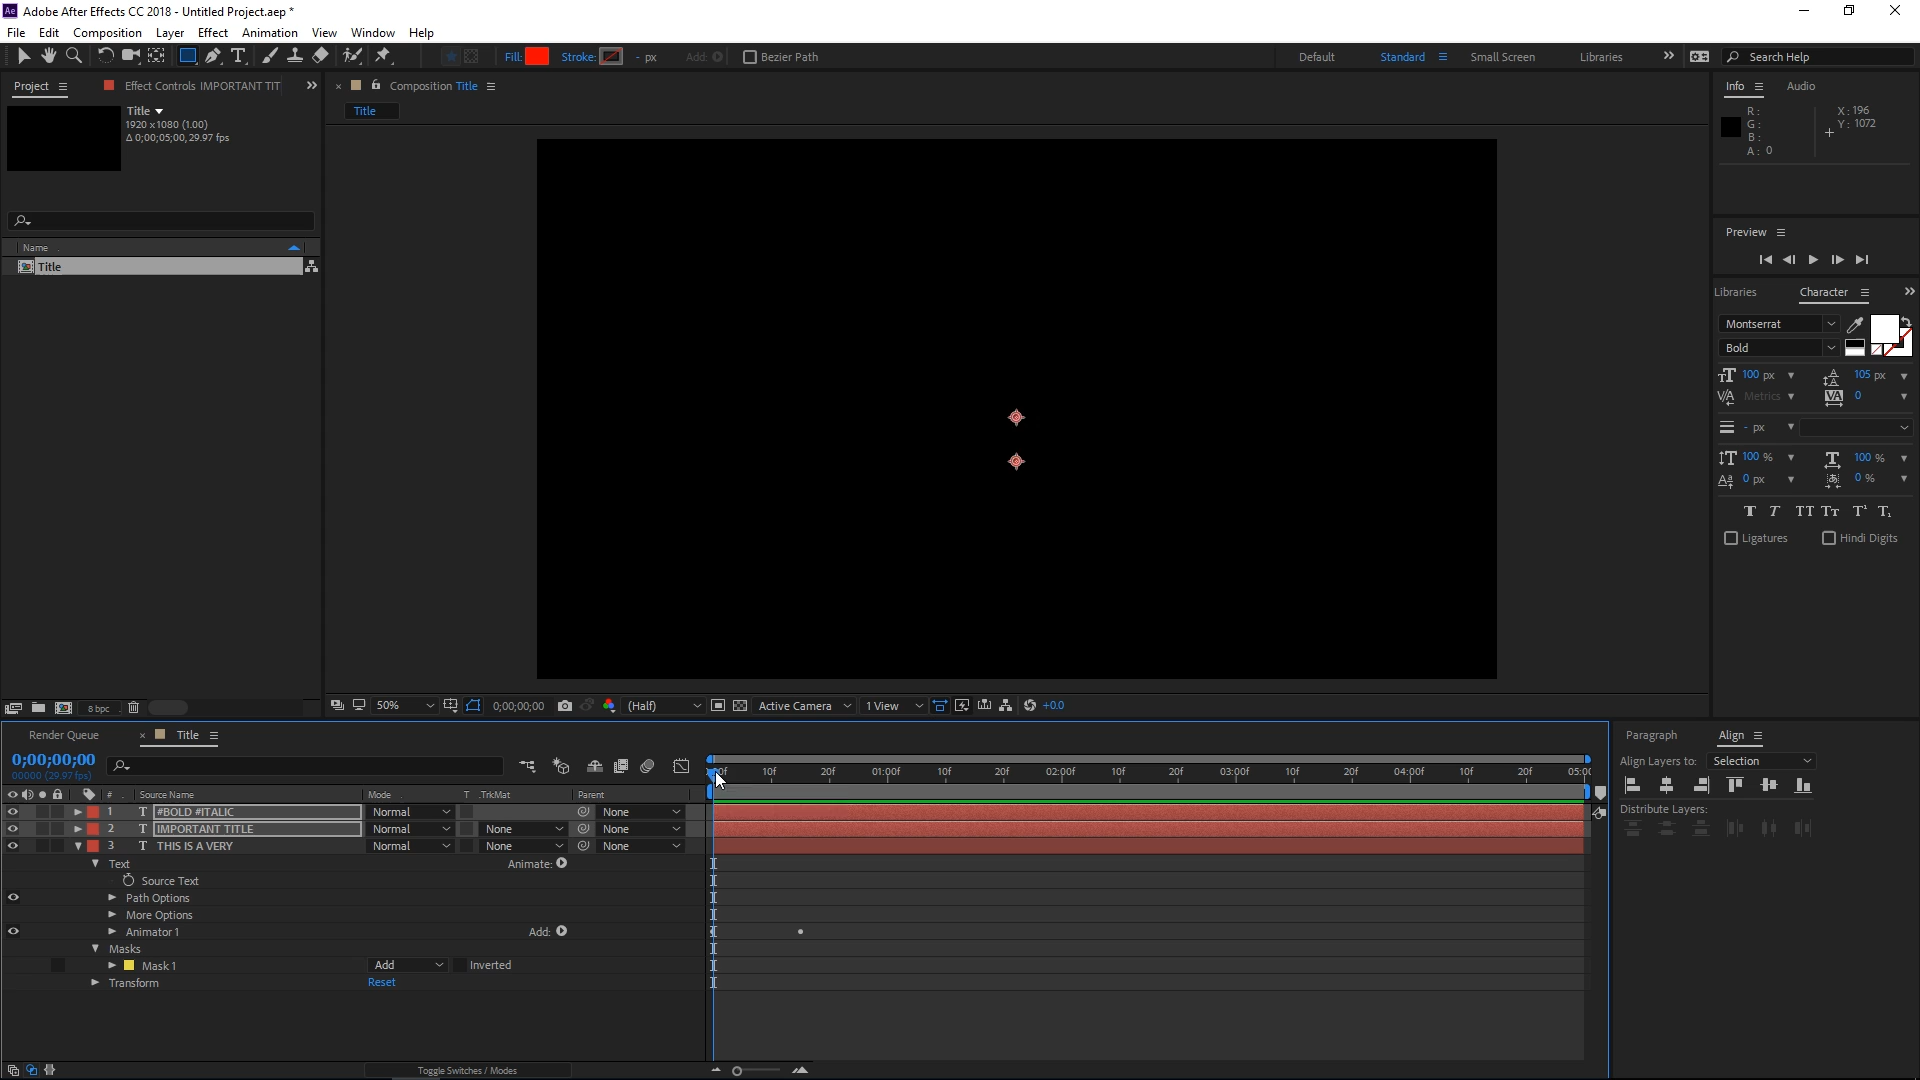 Ae Adobe After Effects CC 2018 - Untitled Project.aep *
File Edit Composition Layer Effect Animation View Window Help
Fill: Stroke: - px Add: Bezier Path Default Standard Small Screen Libraries Search Help
Project Effect Controls IMPORTANT TIT Composition Title Info Audio
Title
1920 x 1080 (1.00)
Δ 0;00;05;00, 29.97 fps
Title
R: X: 196
G: Y: 1072
B:
A: 0
Preview
Name
Title
Libraries Character
Montserrat
Bold
100 px 105 px
Metrics 0
- px
100 % 100 %
0 px 0 %
Ligatures Hindi Digits
8 bpc
50% 0;00;00;00 (Half) Active Camera 1 View +0.0
Render Queue Title Paragraph Align
0;00;00;00
00000 (29.97 fps)
10f 20f 01:00f 10f 20f 02:00f 10f 20f 03:00f 10f 20f 04:00f 10f 20f 05:00
Align Layers to: Selection
# Source Name Mode T .TrkMat Parent
Distribute Layers:
1 T #BOLD #ITALIC Normal None
2 T IMPORTANT TITLE Normal None None
3 T THIS IS A VERY Normal None None
Text Animate:
Source Text
Path Options
More Options
Animator 1 Add:
Masks
Mask 1 Add Inverted
Transform Reset
Toggle Switches / Modes